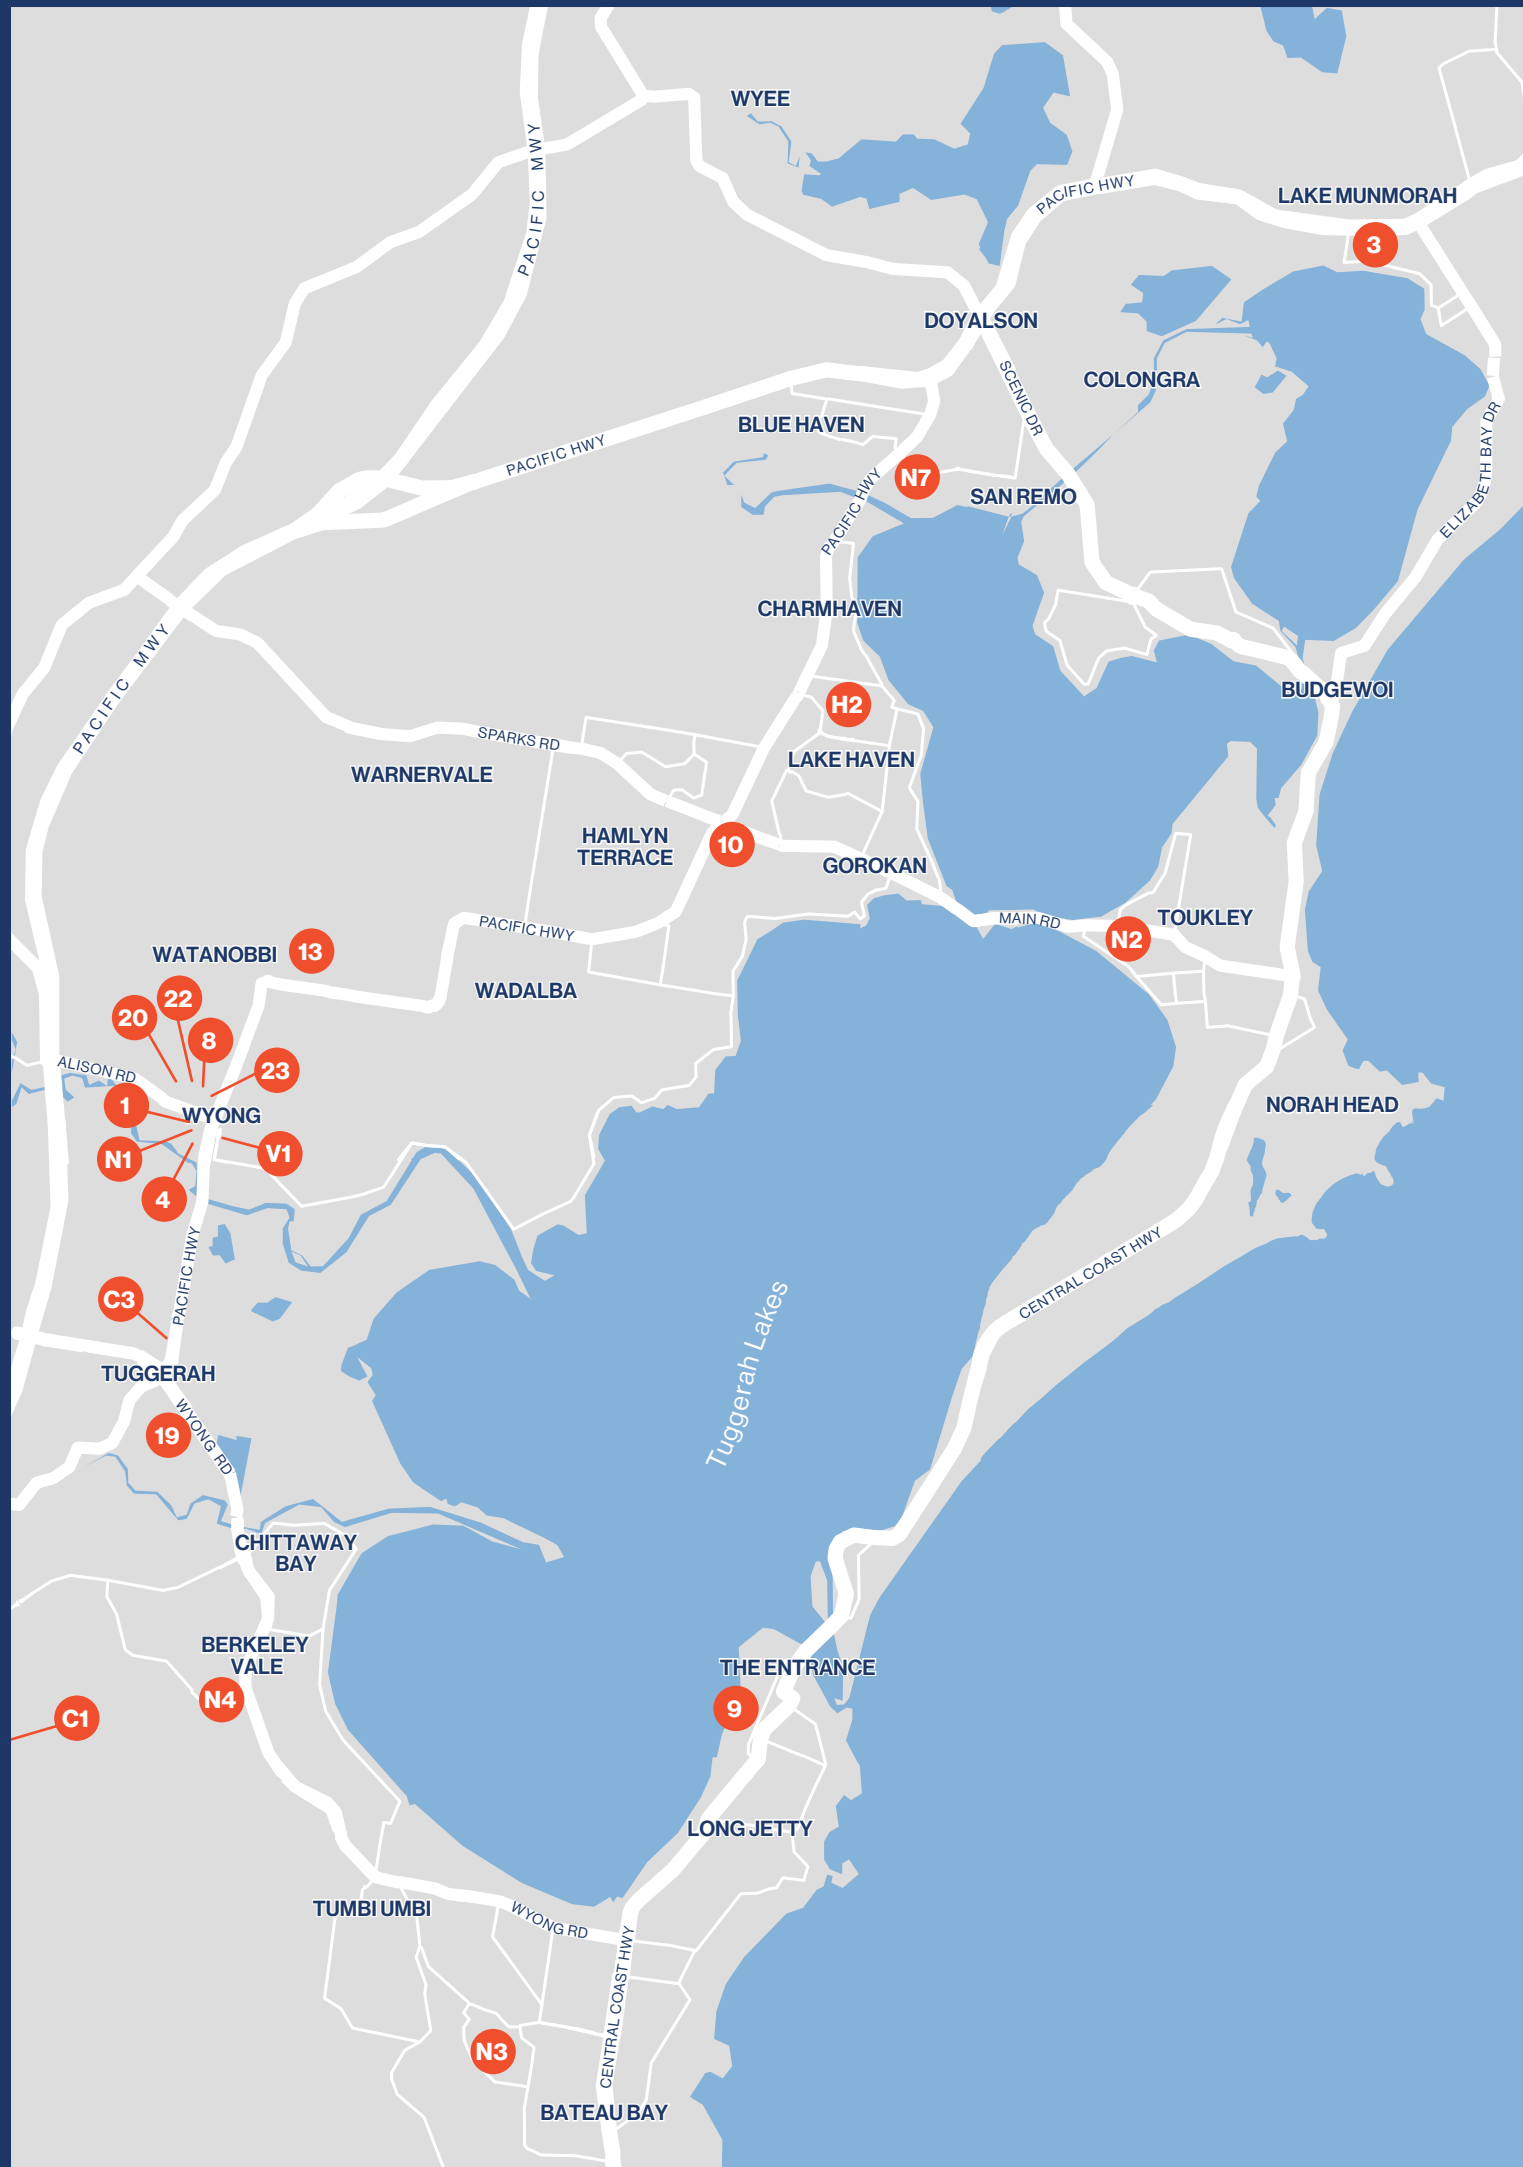 WYEE
PACIFIC MWY
PACIFIC MWY
PACIFIC HWY
LAKE MUNMORAH
3
DOYALSON
SCENIC DR
COLONGRA
BLUE HAVEN
PACIFIC HWY
ELIZABETH BAY DR
N7
PACIFIC HWY
SAN REMO
CHARMHAVEN
PACIFIC MWY
BUDGEWOI
H2
SPARKS RD
LAKE HAVEN
WARNERVALE
HAMLYN
TERRACE
10
GOROKAN
MAIN RD
TOUKLEY
N2
PACIFIC HWY
WATANOBBI
13
WADALBA
22
20
8
ALISON RD
23
1
WYONG
NORAH HEAD
N1
V1
4
PACIFIC HWY
CENTRAL COAST HWY
C3
Tuggerah Lakes
TUGGERAH
WYONG RD
19
CHITTAWAY
BAY
BERKELEY
VALE
THE ENTRANCE
N4
9
C1
LONG JETTY
TUMBI UMBI
WYONG RD
CENTRAL COAST HWY
N3
BATEAU BAY